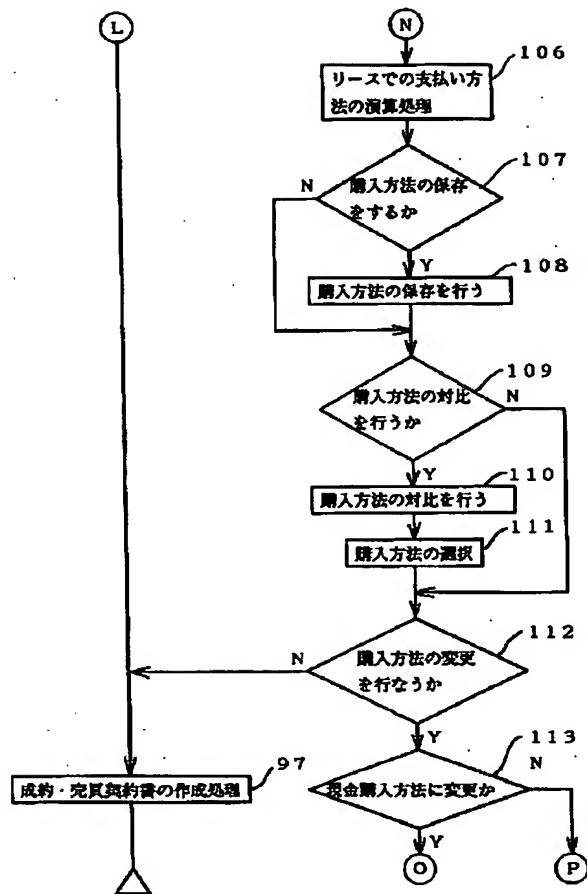 L
N
106
リースでの支払い方
法の演算処理
107
N
購入方法の保存
をするか
Y
108
購入方法の保存を行う
109
購入方法の対比
を行うか
N
Y
110
購入方法の対比を行う
111
購入方法の選択
112
N
購入方法の変更
を行なうか
Y
113
97
成約・売買契約書の作成処理
現金購入方法に変更か
N
Y
O
P